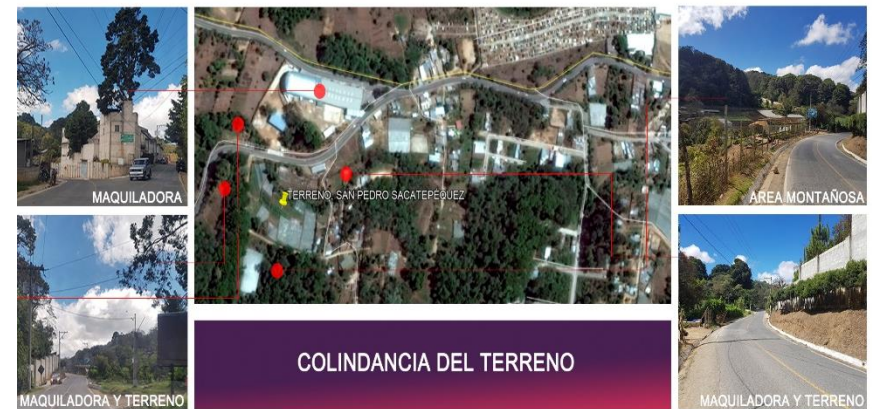 MAQUILADORA
TERRENO, SAN PEDRO SACATEPEQUEZ
AREA MONTAÑOSA
MAQUILADORA Y TERRENO
COLINDANCIA DEL TERRENO
MAQUILADORA Y TERRENO